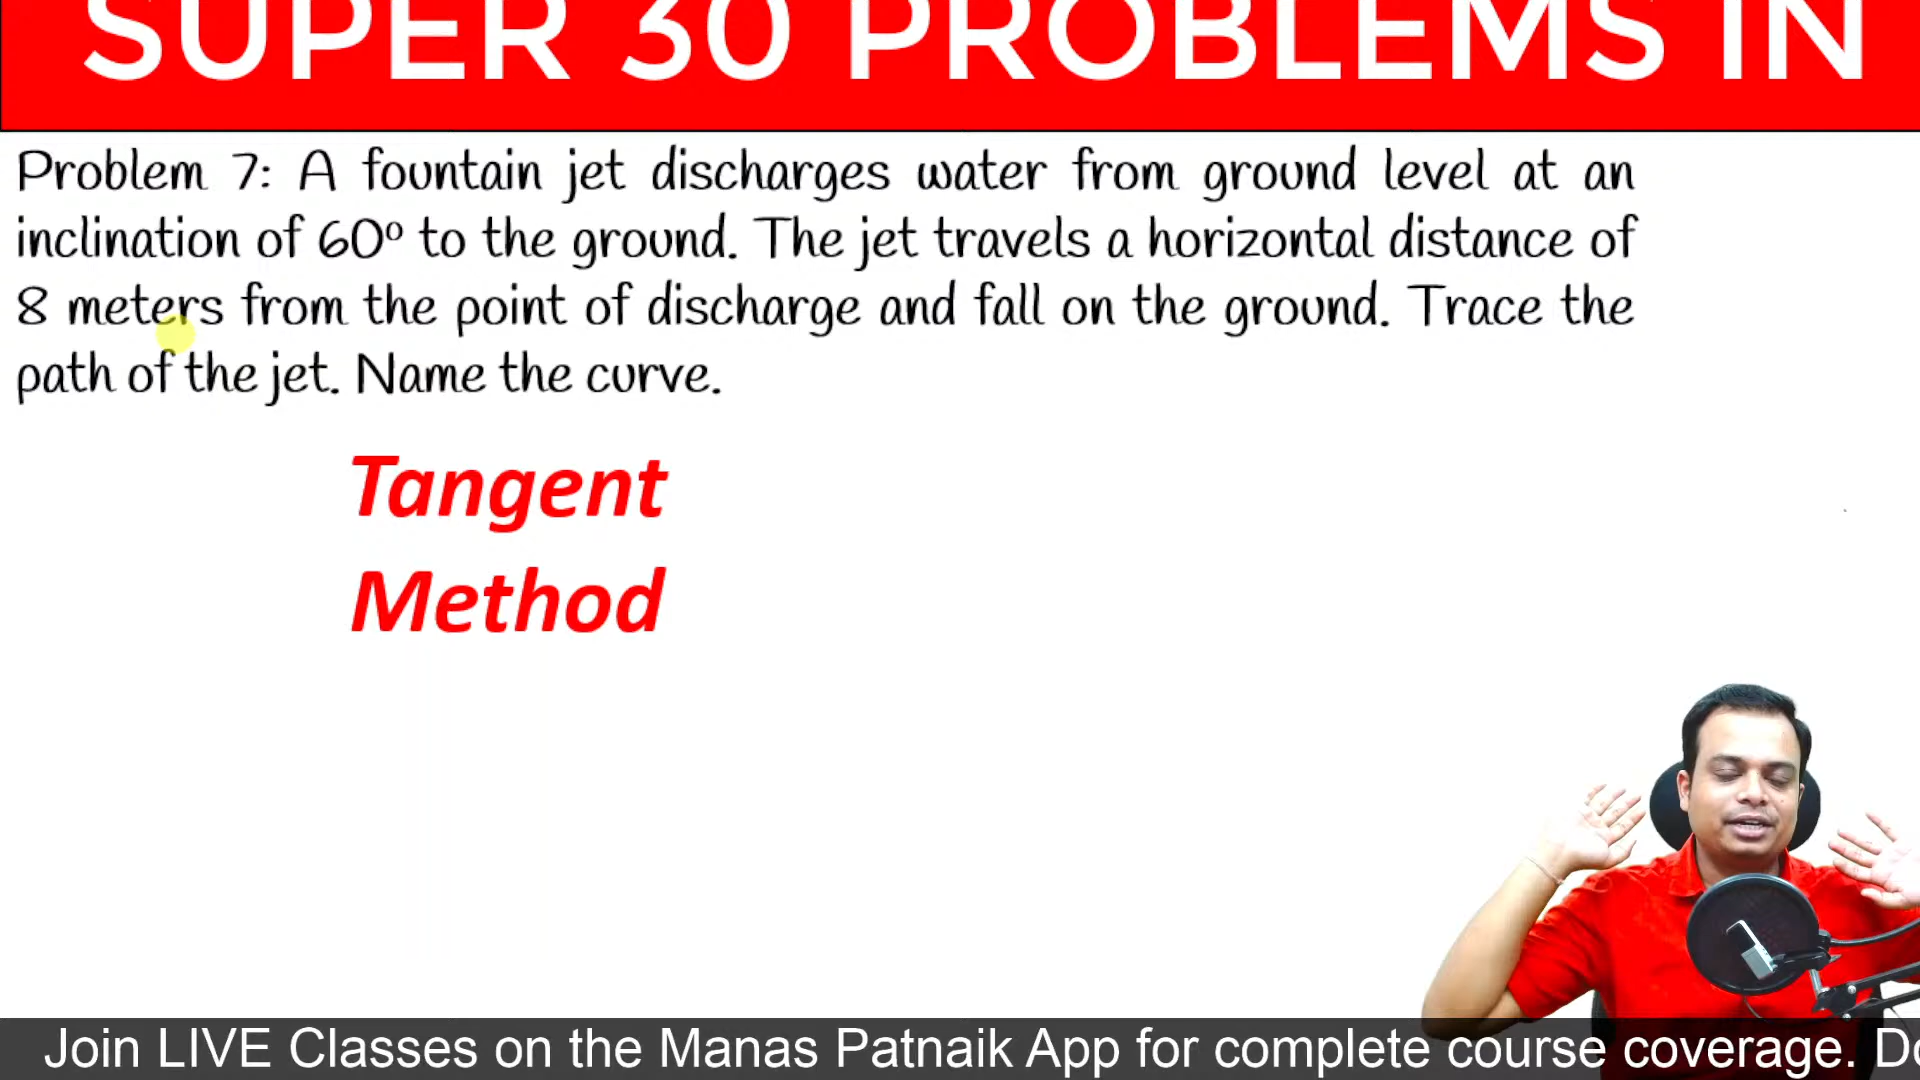 SUPER 30 PROBLEMS IN
Problem 7: A fountain jet discharges water from ground level at an
inclination of 60° to the ground. The jet travels a horizontal distance of
8 meters from the point of discharge and fall on the ground. Trace the
path of the jet. Name the curve.
Tangent
Method
Join LIVE Classes on the Manas Patnaik App for complete course coverage. Do